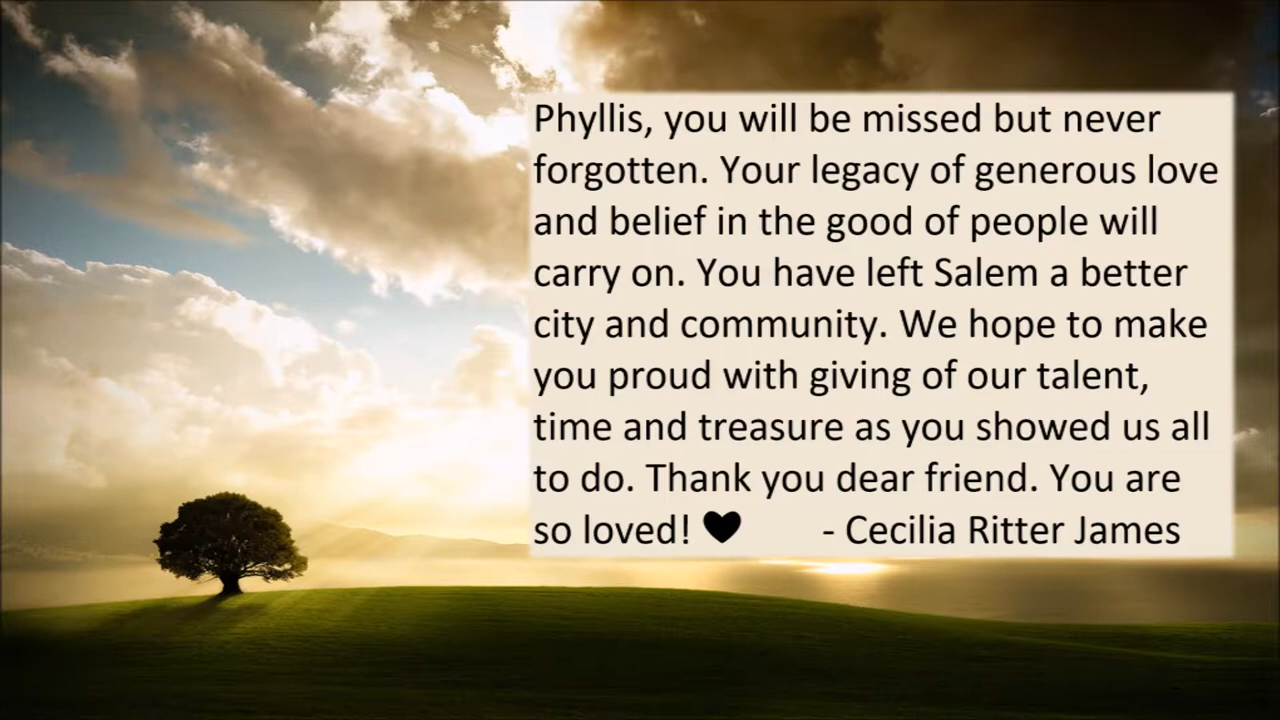 Phyllis, you will be missed but never
forgotten. Your legacy of generous love
and belief in the good of people will
carry on. You have left Salem a better
city and community. We hope to make
you proud with giving of our talent,
time and treasure as you showed us all
to do. Thank you dear friend. You are
so loved! ♥ - Cecilia Ritter James